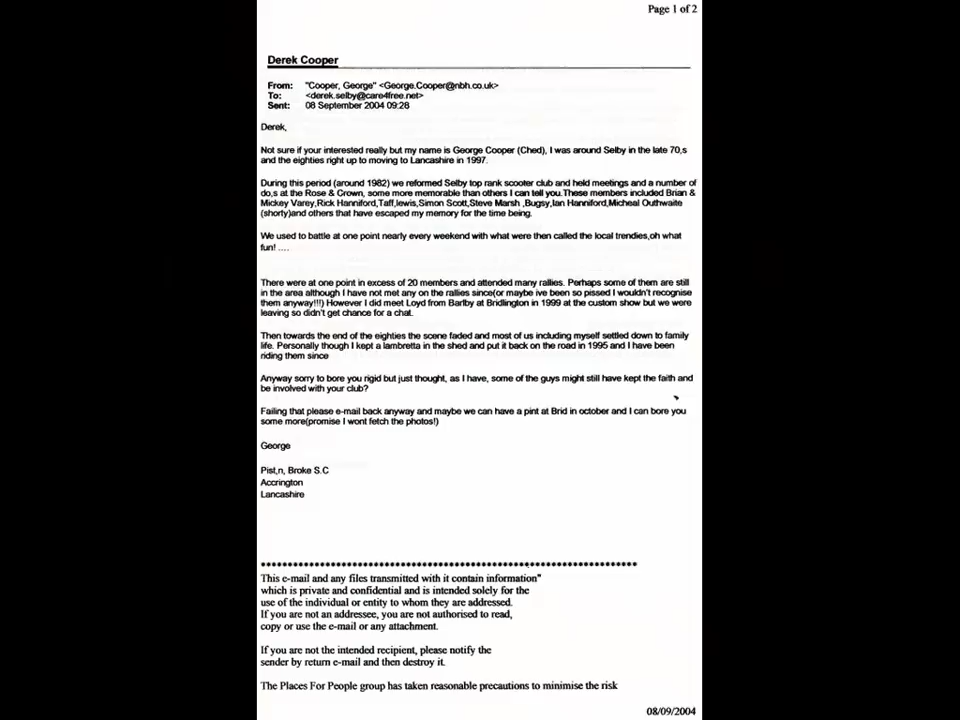 Page 1 of 2
Derek Cooper
From: "Cooper, George" <George.Cooper@nbh.co.uk>
To: <derek.selby@care4free.net>
Sent: 08 September 2004 09:28
Derek,
Not sure if your interested really but my name is George Cooper (Ched), I was around Selby in the late 70,s
and the eighties right up to moving to Lancashire in 1997.
During this period (around 1982) we reformed Selby top rank scooter club and held meetings and a number of
do,s at the Rose & Crown, some more memorable than others I can tell you.These members included Brian &
Mickey Varey,Rick Hanniford,Taff,lewis,Simon Scott,Steve Marsh ,Bugsy,Ian Hanniford,Micheal Outhwaite
(shorty)and others that have escaped my memory for the time being.
We used to battle at one point nearly every weekend with what were then called the local trendies,oh what
fun! ....
There were at one point in excess of 20 members and attended many rallies. Perhaps some of them are still
in the area although I have not met any on the rallies since(or maybe ive been so pissed I wouldn't recognise
them anyway!!!) However I did meet Loyd from Barlby at Bridlington in 1999 at the custom show but we were
leaving so didn't get chance for a chat.
Then towards the end of the eighties the scene faded and most of us including myself settled down to family
life. Personally though I kept a lambretta in the shed and put it back on the road in 1995 and I have been
riding them since
Anyway sorry to bore you rigid but just thought, as I have, some of the guys might still have kept the faith and
be involved with your club?
Failing that please e-mail back anyway and maybe we can have a pint at Brid in october and I can bore you
some more(promise I wont fetch the photos!)
George
Pist,n, Broke S.C
Accrington
Lancashire
This e-mail and any files transmitted with it contain information"
which is private and confidential and is intended solely for the
use of the individual or entity to whom they are addressed.
If you are not an addressee, you are not authorised to read,
copy or use the e-mail or any attachment.
If you are not the intended recipient, please notify the
sender by return e-mail and then destroy it.
The Places For People group has taken reasonable precautions to minimise the risk
08/09/2004